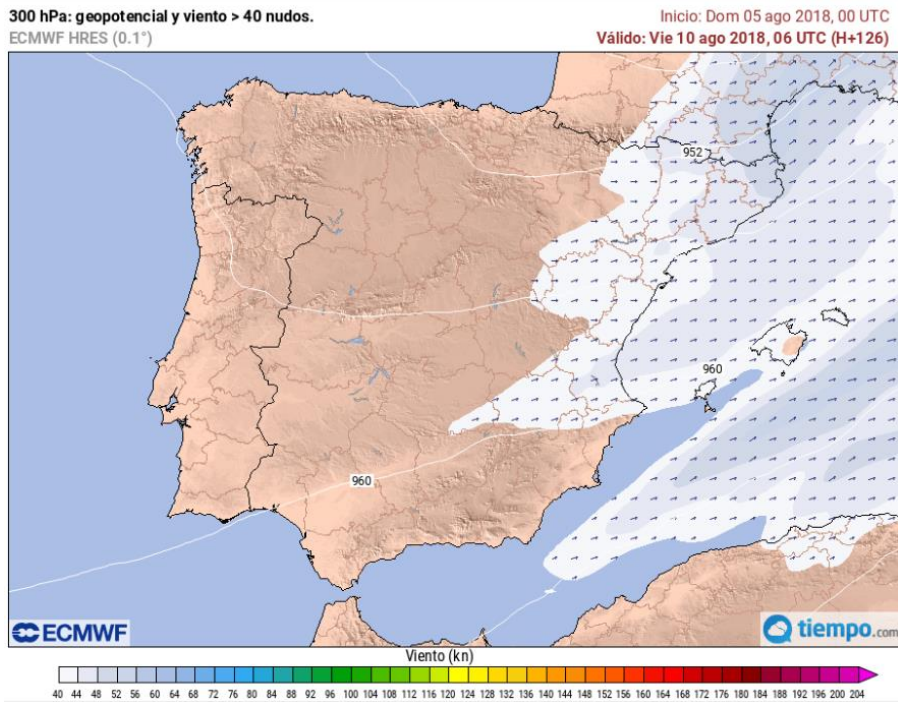 300 hPa: geopotencial y viento > 40 nudos.
Inicio: Dom 05 ago 2018, 00 UTC
ECMWF HRES (0.1°)
Válido: Vie 10 ago 2018, 06 UTC (H+126)
952
960
960
ECMWF
tiempo.com
Viento (kn)
40 44 48 52 56 60 64 68 72 76 80 84 88 92 96 100 104 108 112 116 120 124 128 132 136 140 144 148 152 156 160 164 168 172 176 180 184 188 192 196 200 204